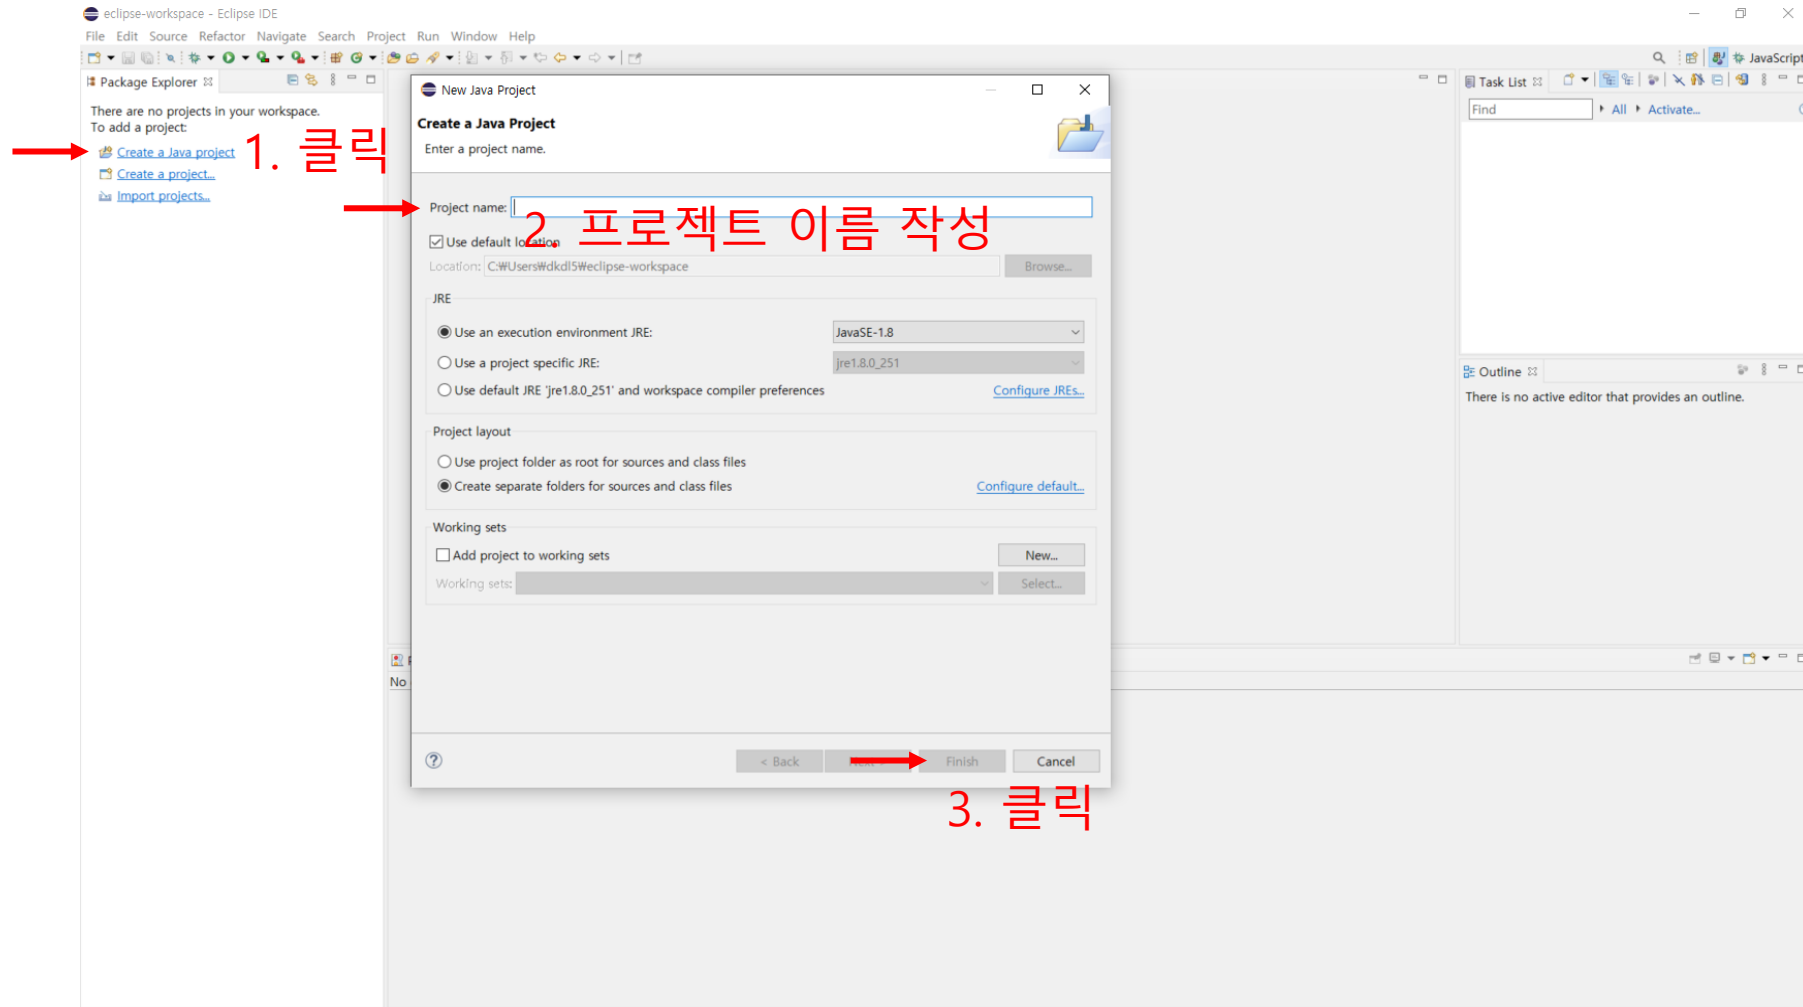 eclipse-workspace - Eclipse IDE
File Edit Source Refactor Navigate Search Project Run Window Help
JavaScript
Package Explorer
There are no projects in your workspace.
To add a project:
Create a Java project
Create a project...
Import projects...
1. 클릭
New Java Project
Create a Java Project
Enter a project name.
Project name:
2. 프로젝트 이름 작성
Use default location
Location: C:₩Users₩dkdl5₩eclipse-workspace Browse...
JRE
Use an execution environment JRE: JavaSE-1.8
Use a project specific JRE: jre1.8.0_251
Use default JRE 'jre1.8.0_251' and workspace compiler preferences Configure JREs...
Project layout
Use project folder as root for sources and class files
Create separate folders for sources and class files Configure default...
Working sets
Add project to working sets New...
Working sets: Select...
< Back Finish Cancel
3. 클릭
Task List
Find All Activate...
Outline
There is no active editor that provides an outline.
No